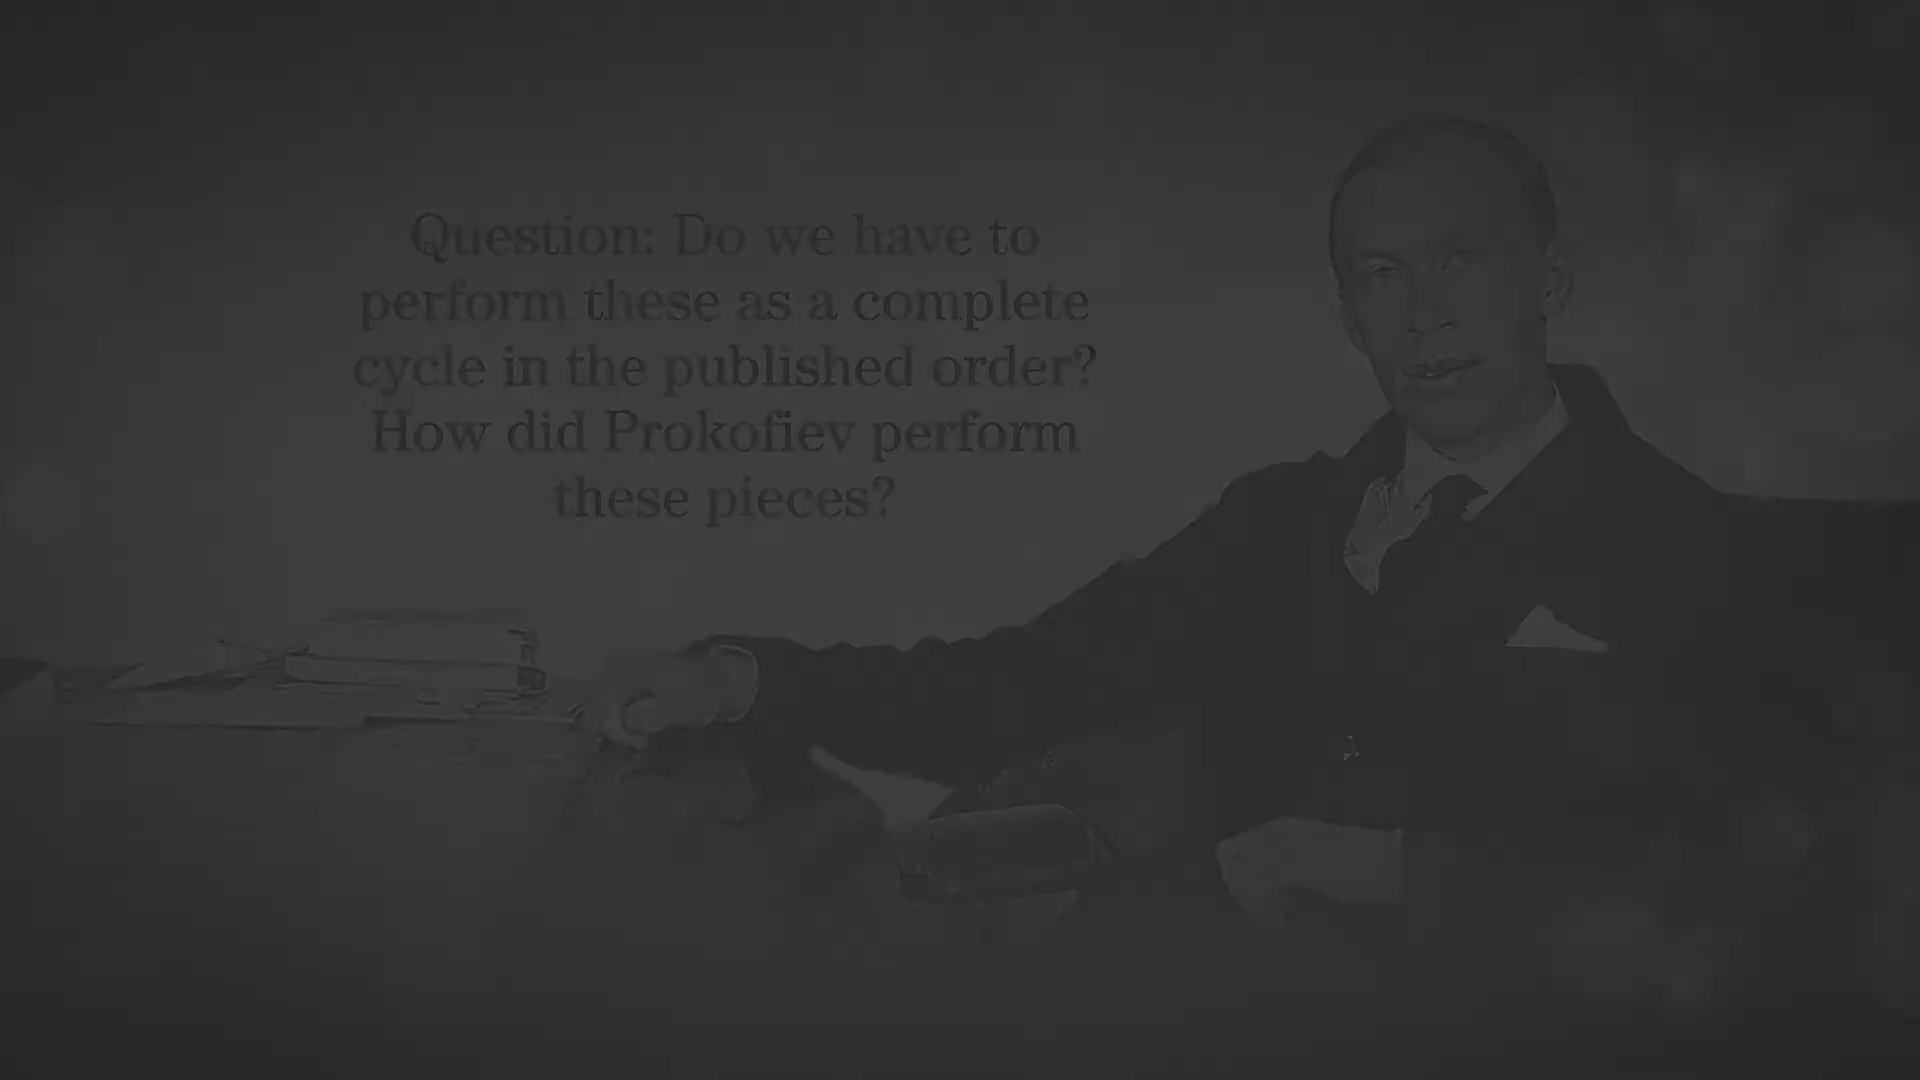 Question: Do we have to
perform these as a complete
cycle in the published order?
How did Prokofiev perform
these pieces?